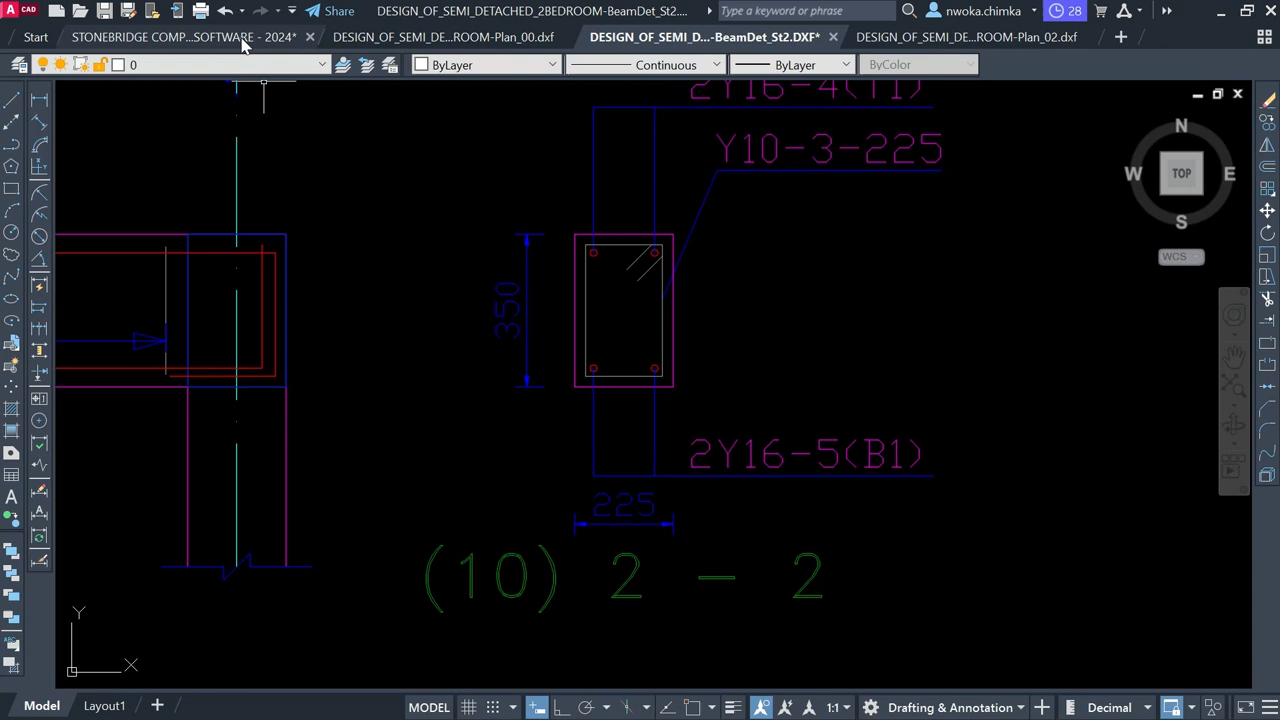 CAD
Share
DESIGN_OF_SEMI_DETACHED_2BEDROOM-BeamDet_St2....
Type a keyword or phrase
nwoka.chimka
28
Start
STONEBRIDGE COMP...SOFTWARE - 2024*
DESIGN_OF_SEMI_DE...ROOM-Plan_00.dxf
DESIGN_OF_SEMI_D...-BeamDet_St2.DXF*
DESIGN_OF_SEMI_DE...ROOM-Plan_02.dxf
0
ByLayer
Continuous
ByLayer
ByColor
2Y16-4(T1)
Y10-3-225
N
W
TOP
E
S
WCS
350
2Y16-5(B1)
225
(10) 2 - 2
Y
X
Model
Layout1
MODEL
1:1
Drafting & Annotation
Decimal